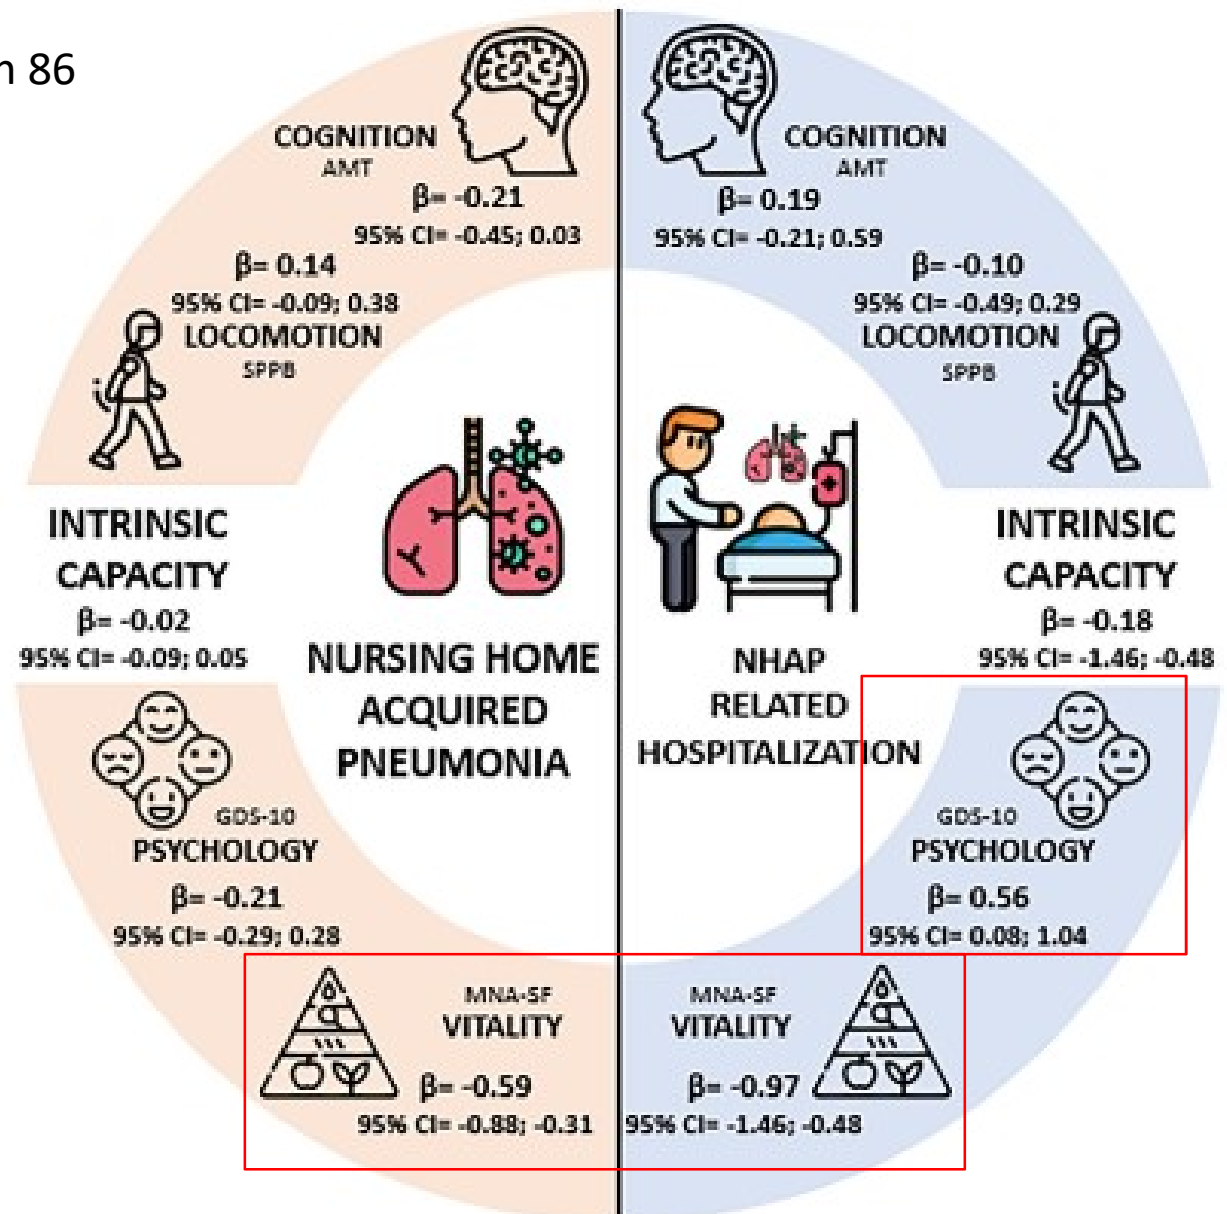 n 86
COGNITION
AMT
β= -0.21
95% CI= -0.45; 0.03
β= 0.14
95% CI= -0.09; 0.38
LOCOMOTION
SPPB
INTRINSIC
CAPACITY
β= -0.02
95% CI= -0.09; 0.05
NURSING HOME
ACQUIRED
PNEUMONIA
GDS-10
PSYCHOLOGY
β= -0.21
95% CI= -0.29; 0.28
MNA-SF
VITALITY
β= -0.59
95% CI= -0.88; -0.31
COGNITION
AMT
β= 0.19
95% CI= -0.21; 0.59
β= -0.10
95% CI= -0.49; 0.29
LOCOMOTION
SPPB
INTRINSIC
CAPACITY
β= -0.18
95% CI= -1.46; -0.48
NHAP
RELATED
HOSPITALIZATION
GDS-10
PSYCHOLOGY
β= 0.56
95% CI= 0.08; 1.04
MNA-SF
VITALITY
β= -0.97
95% CI= -1.46; -0.48